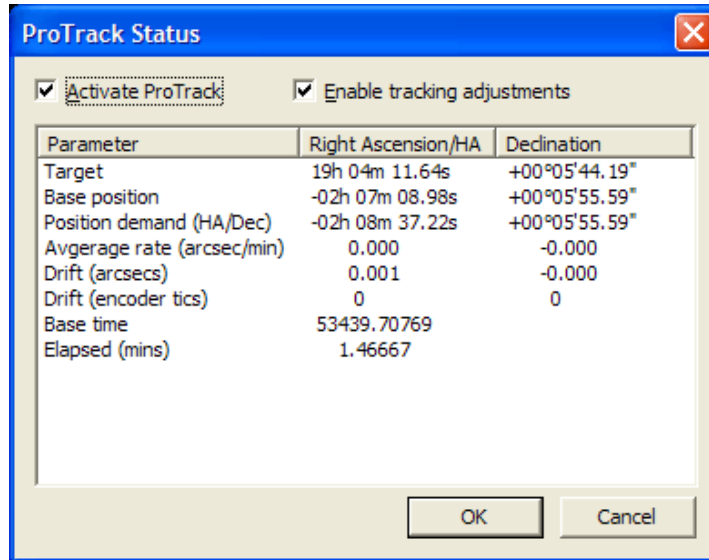 ProTrack Status
Activate ProTrack Enable tracking adjustments
Parameter Right Ascension/HA Declination
Target 19h 04m 11.64s +00°05'44.19"
Base position -02h 07m 08.98s +00°05'55.59"
Position demand (HA/Dec) -02h 08m 37.22s +00°05'55.59"
Avgerage rate (arcsec/min) 0.000 -0.000
Drift (arcsecs) 0.001 -0.000
Drift (encoder tics) 0 0
Base time 53439.70769
Elapsed (mins) 1.46667
OK Cancel